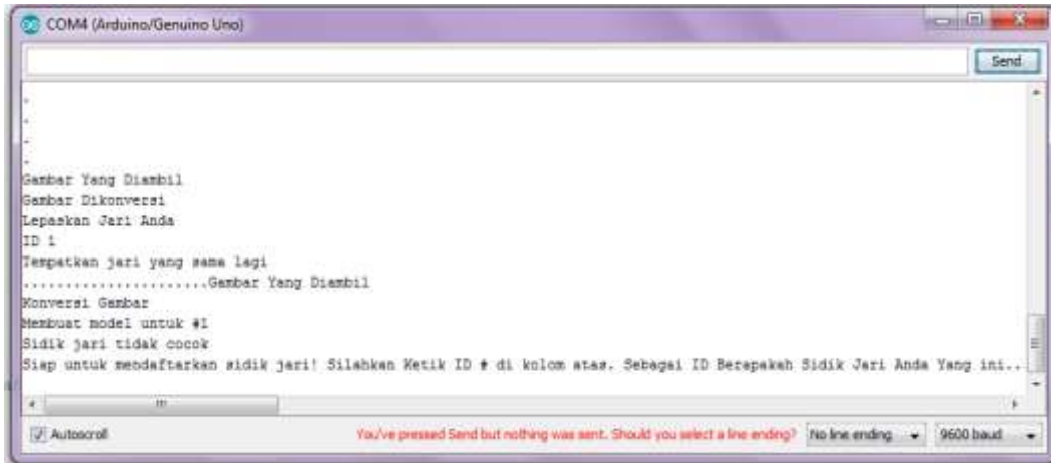 COM4 (Arduino/Genuino Uno)
Send
.
.
.
.
Gambar Yang Diambil
Gambar Dikonversi
Lepaskan Jari Anda
ID 1
Tempatkan jari yang sama lagi
......................Gambar Yang Diambil
Konversi Gambar
Membuat model untuk #1
Sidik jari tidak cocok
Siap untuk mendaftarkan sidik jari! Silahkan Ketik ID # di kolom atas. Sebagai ID Berapakah Sidik Jari Anda Yang ini..
Autoscroll
You've pressed Send but nothing was sent. Should you select a line ending?
No line ending
9600 baud